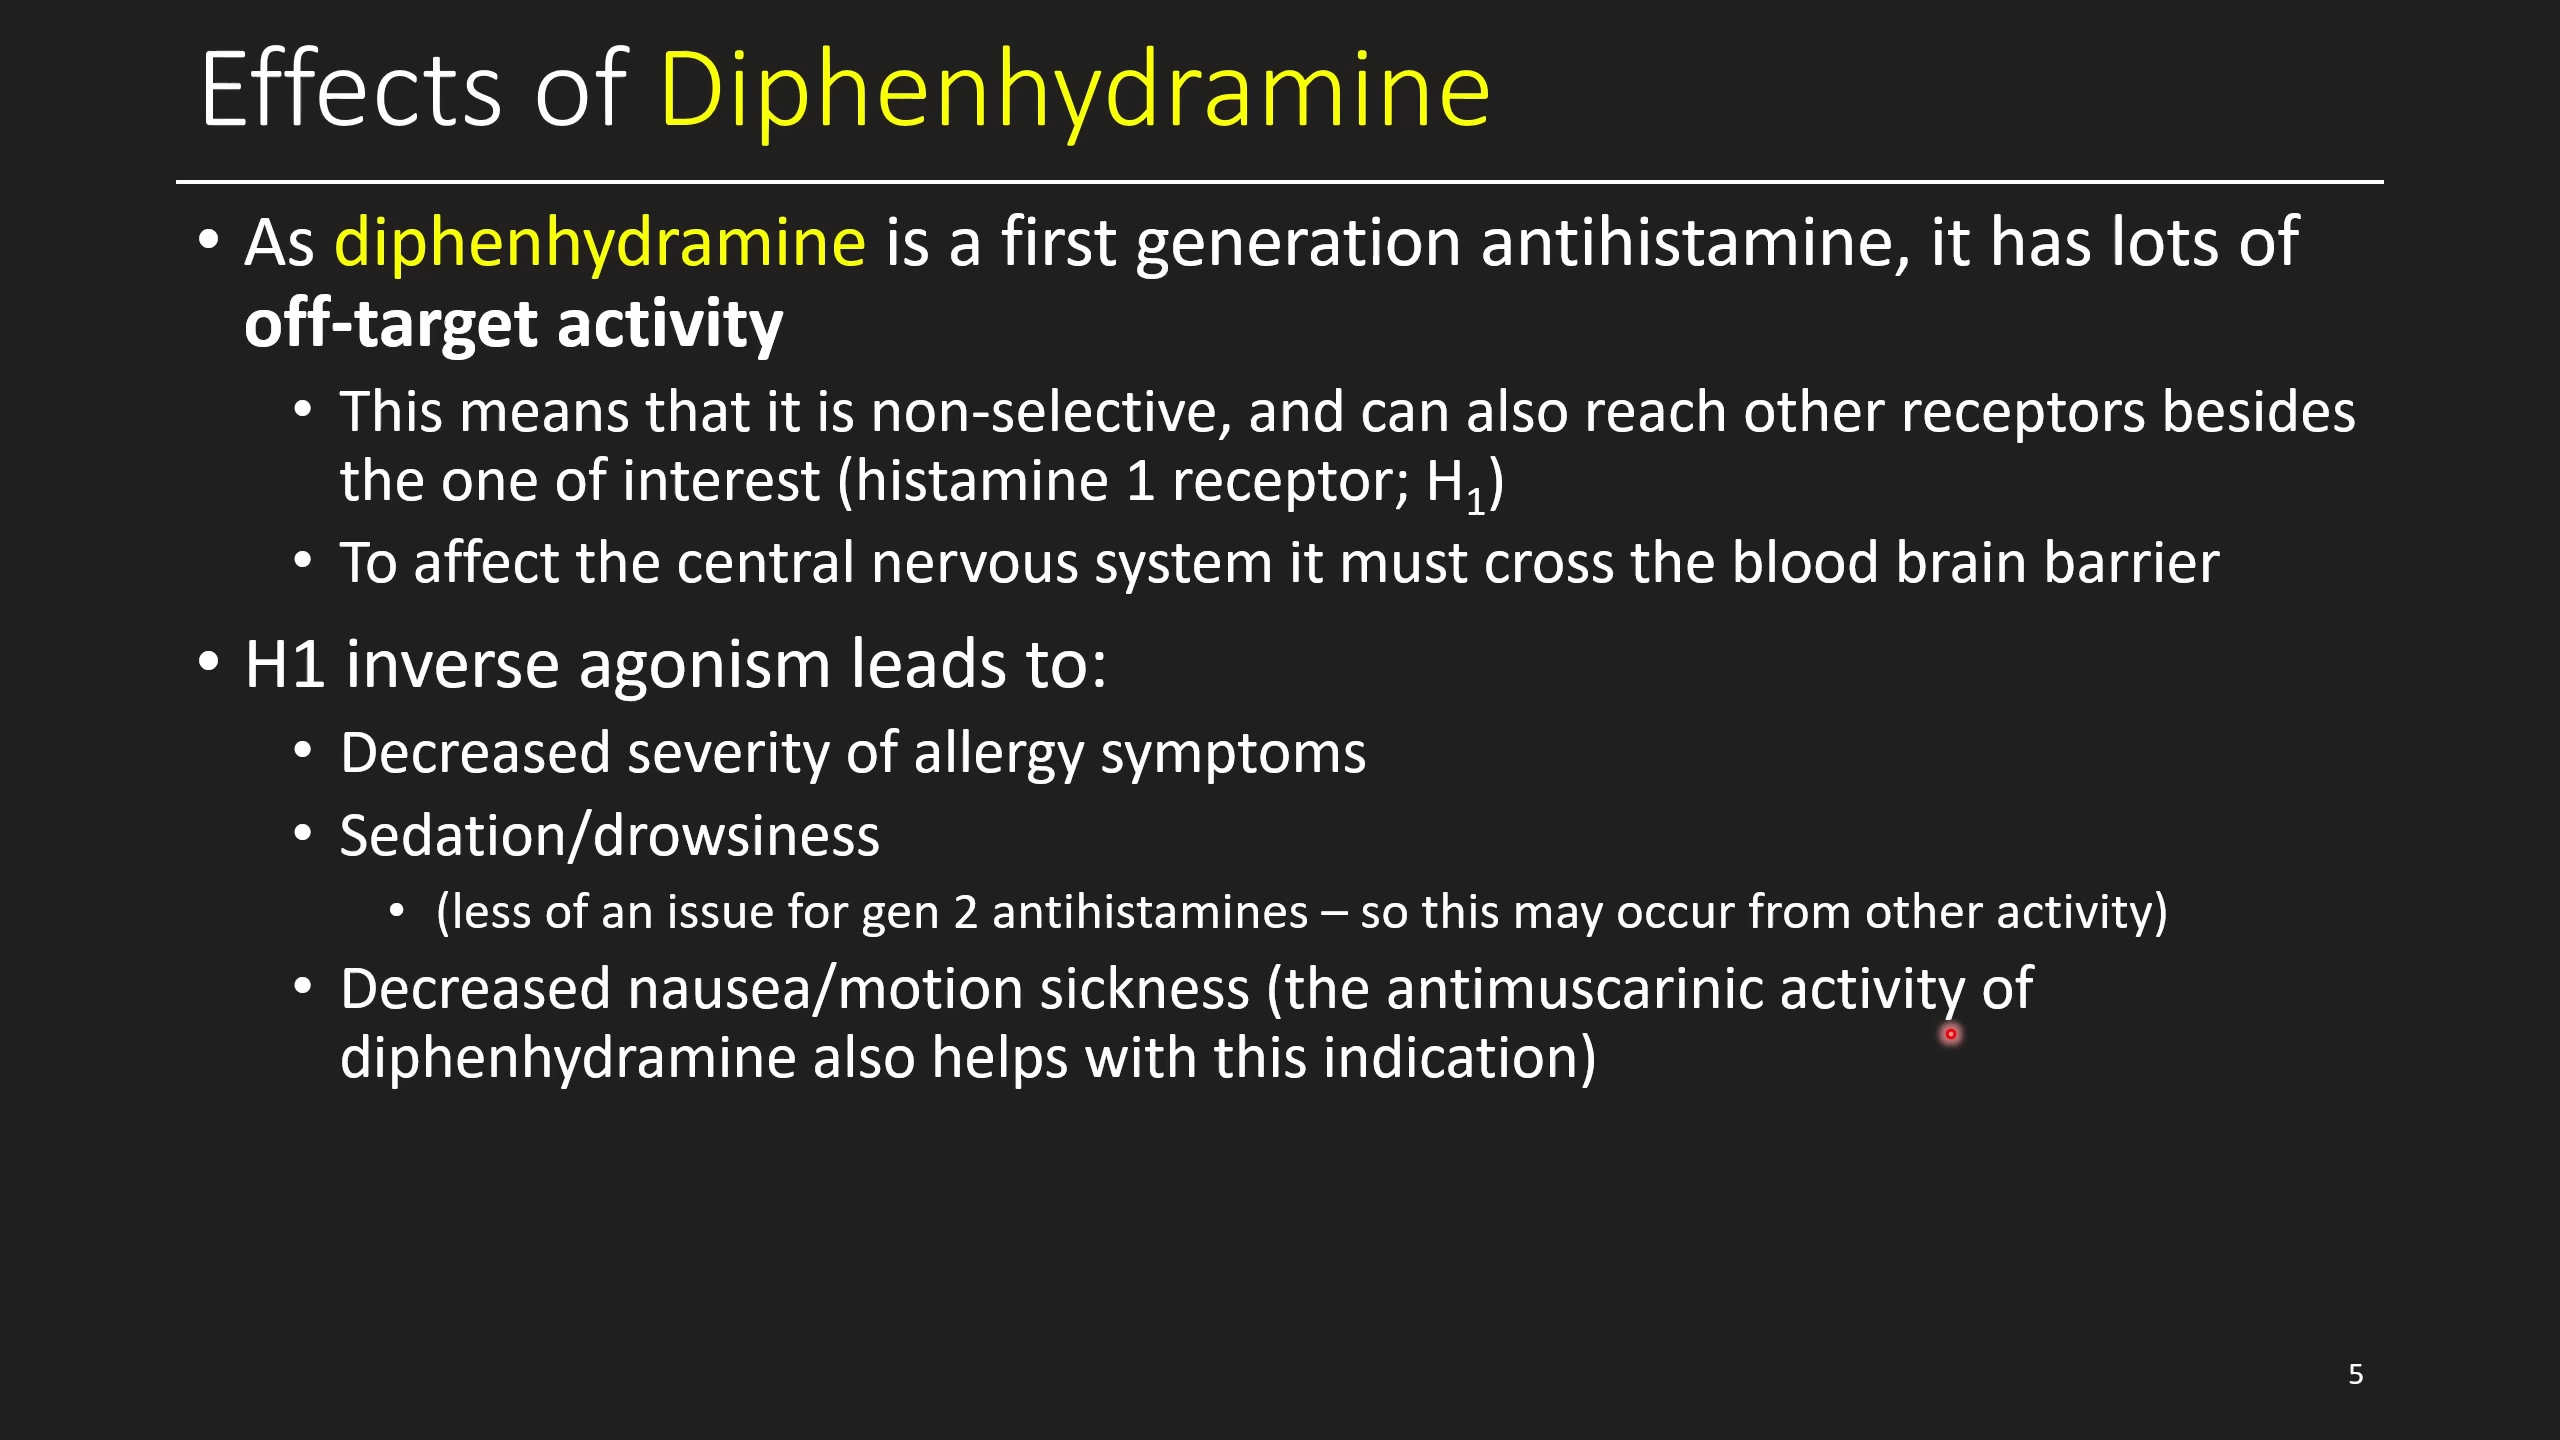 Effects of Diphenhydramine
• As diphenhydramine is a first generation antihistamine, it has lots of
off-target activity
• This means that it is non-selective, and can also reach other receptors besides
the one of interest (histamine 1 receptor; H₁)
• To affect the central nervous system it must cross the blood brain barrier
• H1 inverse agonism leads to:
• Decreased severity of allergy symptoms
• Sedation/drowsiness
• (less of an issue for gen 2 antihistamines – so this may occur from other activity)
• Decreased nausea/motion sickness (the antimuscarinic activity of
diphenhydramine also helps with this indication)
5